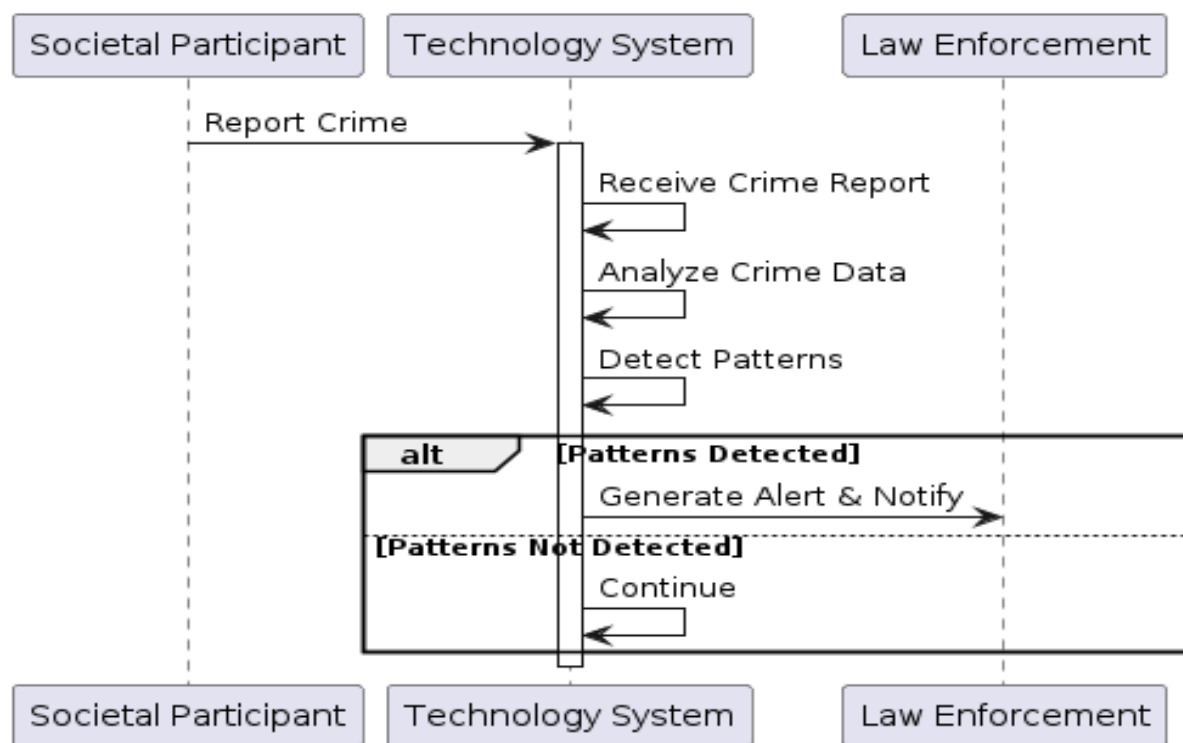 Societal Participant
Technology System
Law Enforcement
Report Crime
Receive Crime Report
Analyze Crime Data
Detect Patterns
alt
[Patterns Detected]
Generate Alert & Notify
[Patterns Not Detected]
Continue
Societal Participant
Technology System
Law Enforcement